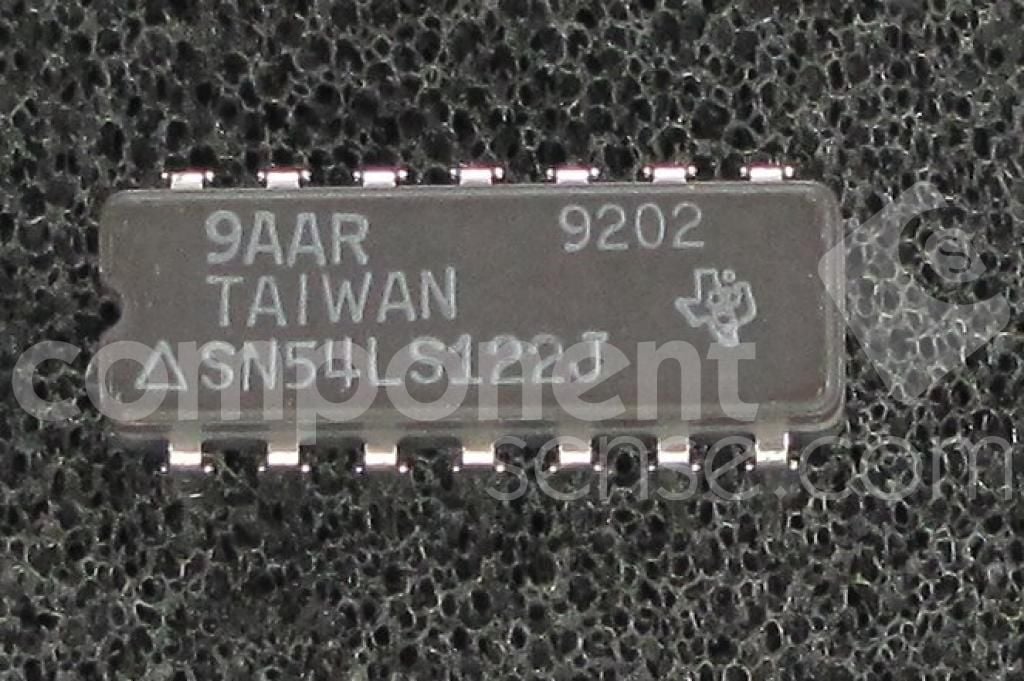 9AAR 9202
TAIWAN
△SN54LS122J
component
sense.com